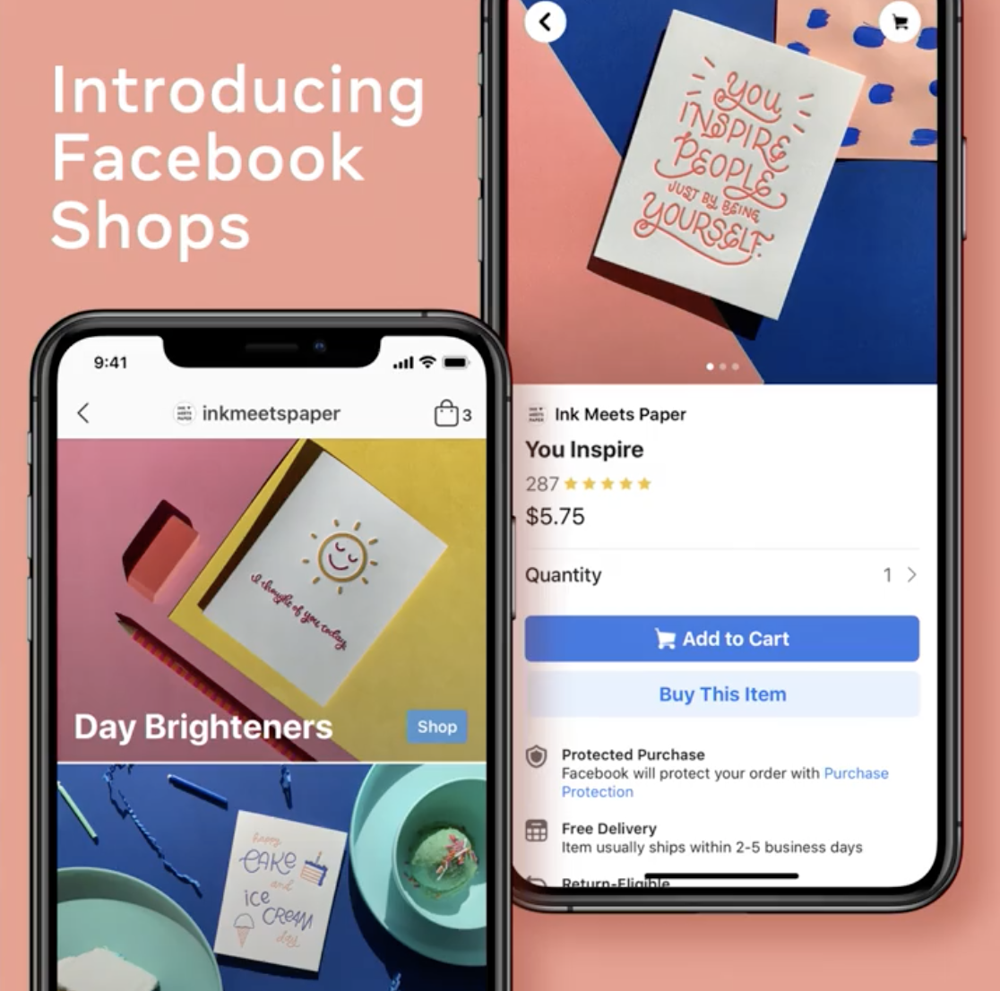 Introducing
Facebook
Shops
9:41
inkmeetspaper
3
I thought of you today.
Day Brighteners
Shop
happy
CAKE
and
ice
CREAM
day
YOU
INSPIRE
PEOPLE
JUST BY BEING
YOURSELF.
INK
MEETS
PAPER
Ink Meets Paper
You Inspire
287
$5.75
Quantity
1
Add to Cart
Buy This Item
Protected Purchase
Facebook will protect your order with Purchase
Protection
Free Delivery
Item usually ships within 2-5 business days
Return-Eligible